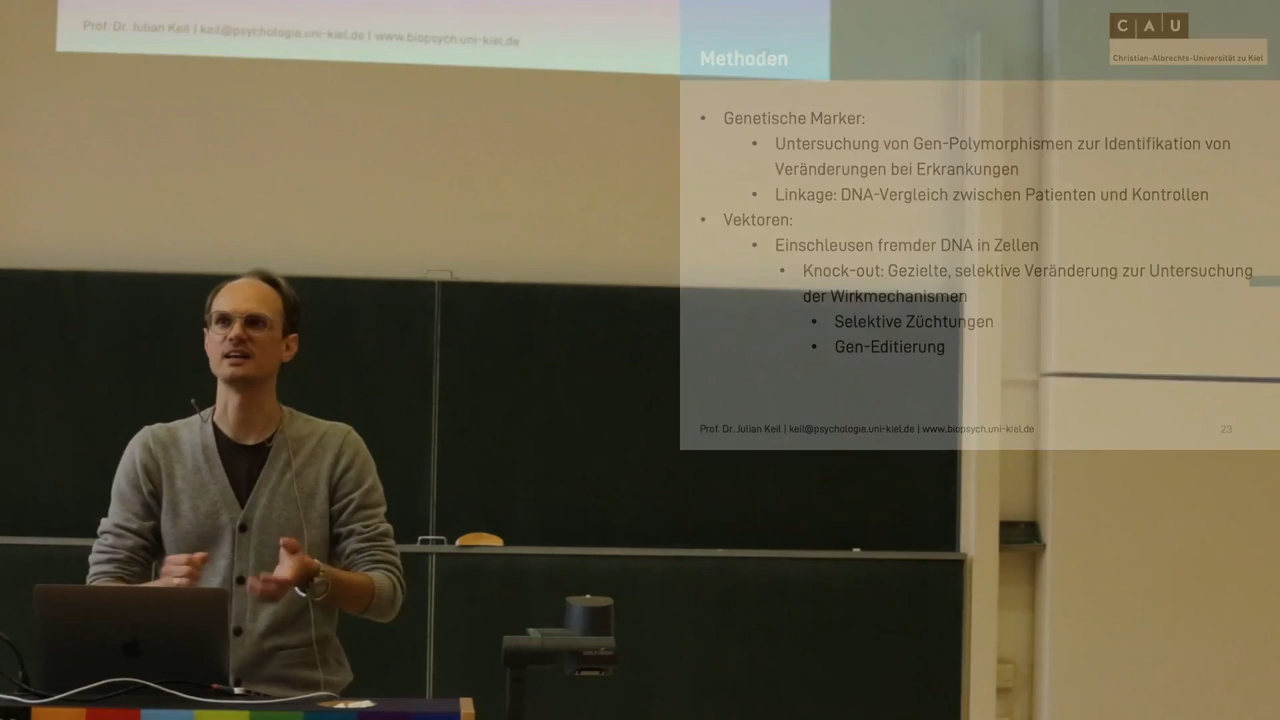 Prof. Dr. Julian Keil | keil@psychologie.uni-kiel.de | www.biopsych.uni-kiel.de
Methoden
C | A | U
Christian-Albrechts-Universität zu Kiel
• Genetische Marker:
• Untersuchung von Gen-Polymorphismen zur Identifikation von
Veränderungen bei Erkrankungen
• Linkage: DNA-Vergleich zwischen Patienten und Kontrollen
• Vektoren:
• Einschleusen fremder DNA in Zellen
• Knock-out: Gezielte, selektive Veränderung zur Untersuchung
der Wirkmechanismen
• Selektive Züchtungen
• Gen-Editierung
Prof. Dr. Julian Keil | keil@psychologie.uni-kiel.de | www.biopsych.uni-kiel.de
23